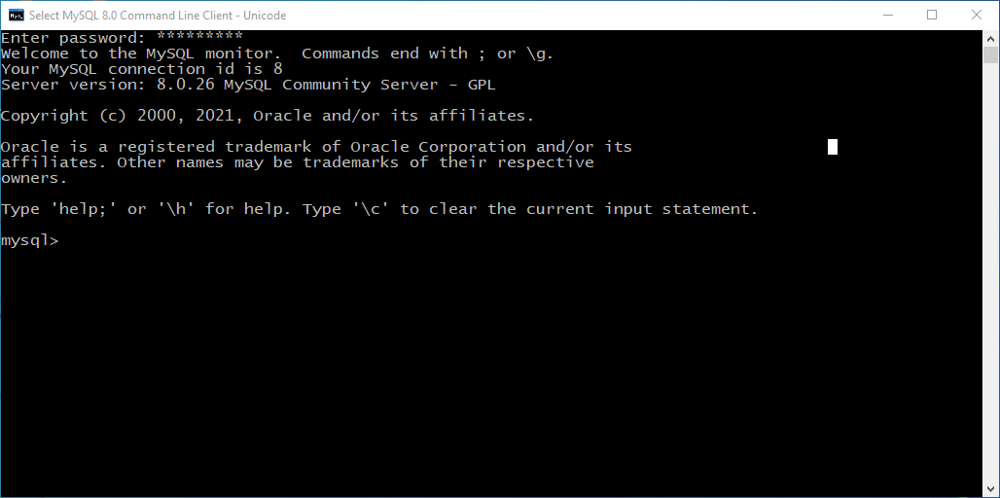 Select MySQL 8.0 Command Line Client - Unicode
Enter password: *********
Welcome to the MySQL monitor.  Commands end with ; or \g.
Your MySQL connection id is 8
Server version: 8.0.26 MySQL Community Server - GPL
Copyright (c) 2000, 2021, Oracle and/or its affiliates.
Oracle is a registered trademark of Oracle Corporation and/or its
affiliates. Other names may be trademarks of their respective
owners.
Type 'help;' or '\h' for help. Type '\c' to clear the current input statement.
mysql>